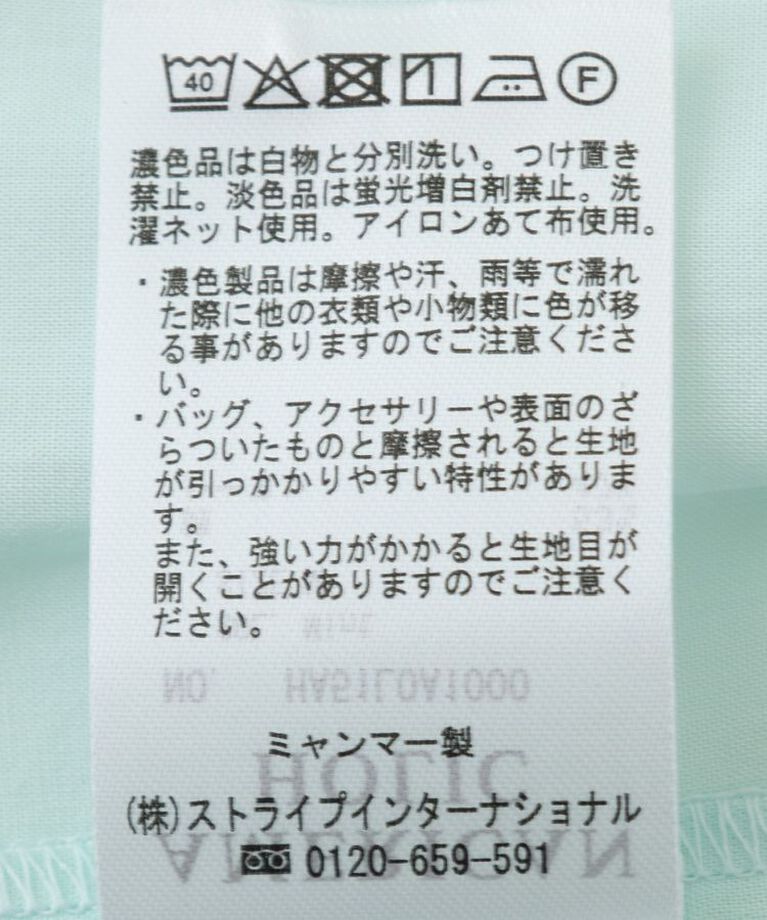 40 F
濃色品は白物と分別洗い。つけ置き
禁止。淡色品は蛍光増白剤禁止。洗
濯ネット使用。アイロンあて布使用。
・濃色製品は摩擦や汗、雨等で濡れ
た際に他の衣類や小物類に色が移
る事がありますのでご注意くださ
い。
・バッグ、アクセサリーや表面のざ
らついたものと摩擦されると生地
が引っかかりやすい特性がありま
す。
また、強い力がかかると生地目が
開くことがありますのでご注意く
ださい。
Mint
NO. HA51L0A1000
ミャンマー製
HOLIC
(株)ストライプインターナショナル
AMERICAN
0120-659-591